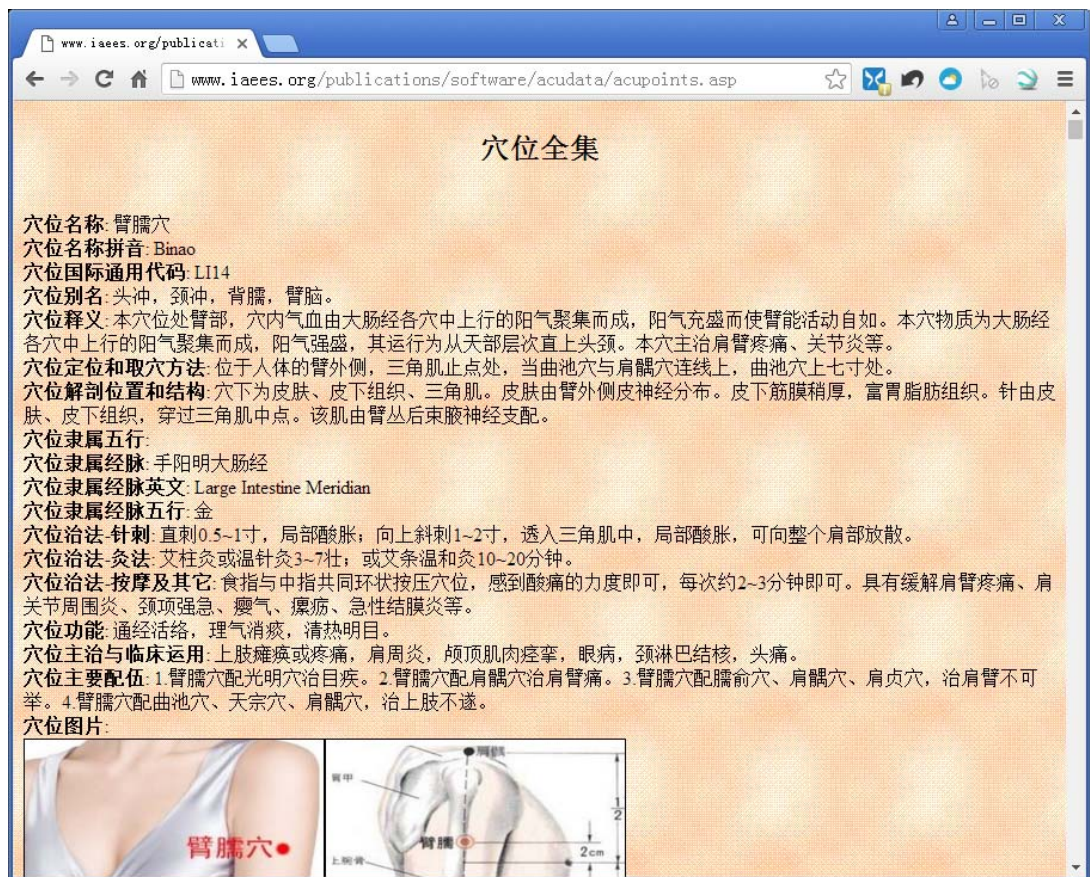 www.iaees.org/publicati
www.iaees.org/publications/software/acudata/acupoints.asp
穴位全集
穴位名称: 臂臑穴
穴位名称拼音: Binao
穴位国际通用代码: LI14
穴位别名: 头冲，颈冲，背臑，臂脑。
穴位释义: 本穴位处臂部，穴内气血由大肠经各穴中上行的阳气聚集而成，阳气充盛而使臂能活动自如。本穴物质为大肠经
各穴中上行的阳气聚集而成，阳气强盛，其运行为从天部层次直上头颈。本穴主治肩臂疼痛、关节炎等。
穴位定位和取穴方法: 位于人体的臂外侧，三角肌止点处，当曲池穴与肩髃穴连线上，曲池穴上七寸处。
穴位解剖位置和结构: 穴下为皮肤、皮下组织、三角肌。皮肤由臂外侧皮神经分布。皮下筋膜稍厚，富胃脂肪组织。针由皮
肤、皮下组织，穿过三角肌中点。该肌由臂丛后束腋神经支配。
穴位隶属五行:
穴位隶属经脉: 手阳明大肠经
穴位隶属经脉英文: Large Intestine Meridian
穴位隶属经脉五行: 金
穴位治法-针刺: 直刺0.5~1寸，局部酸胀；向上斜刺1~2寸，透入三角肌中，局部酸胀，可向整个肩部放散。
穴位治法-灸法: 艾柱灸或温针灸3~7壮；或艾条温和灸10~20分钟。
穴位治法-按摩及其它: 食指与中指共同环状按压穴位，感到酸痛的力度即可，每次约2~3分钟即可。具有缓解肩臂疼痛、肩
关节周围炎、颈项强急、瘿气、瘰疬、急性结膜炎等。
穴位功能: 通经活络，理气消痰，清热明目。
穴位主治与临床运用: 上肢瘫痪或疼痛，肩周炎，颅顶肌肉痉挛，眼病，颈淋巴结核，头痛。
穴位主要配伍: 1.臂臑穴配光明穴治目疾。2.臂臑穴配肩髃穴治肩臂痛。3.臂臑穴配臑俞穴、肩髃穴、肩贞穴，治肩臂不可
举。4.臂臑穴配曲池穴、天宗穴、肩髃穴，治上肢不遂。
穴位图片:
臂臑穴
肩髃
肩甲
1
2
臂臑
2cm